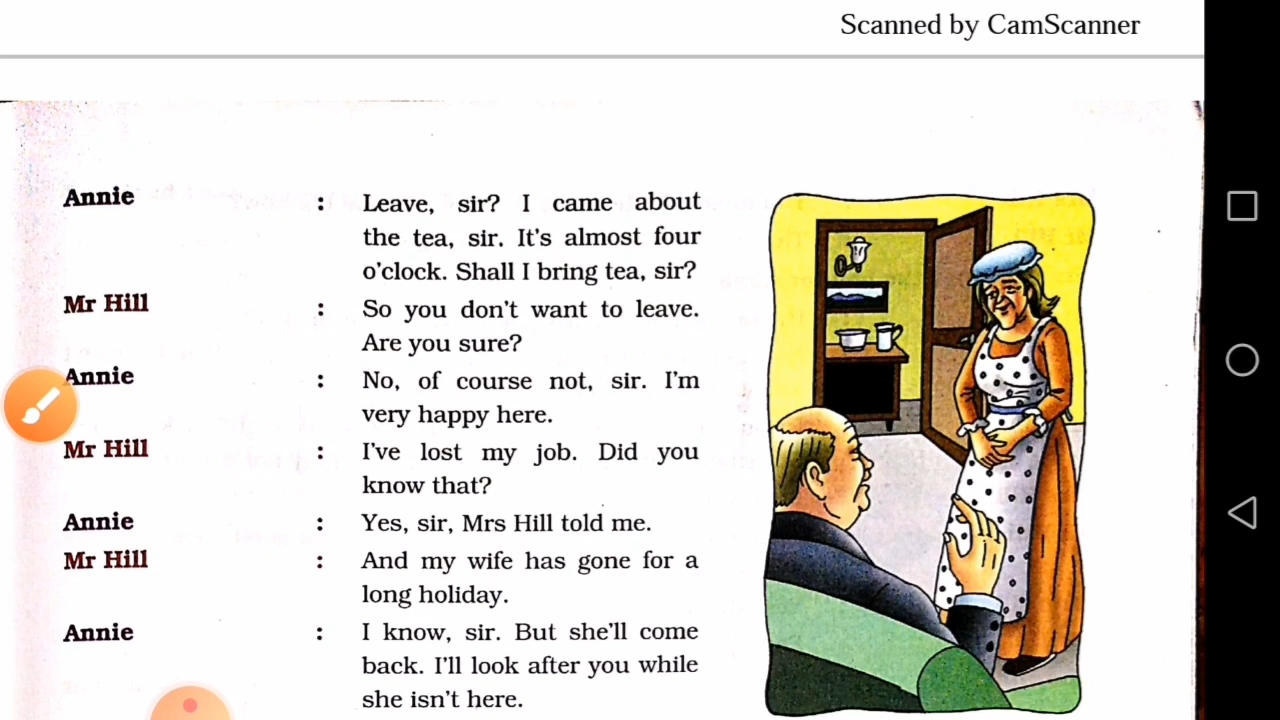 Scanned by CamScanner
Annie : Leave, sir? I came about
the tea, sir. It's almost four
o'clock. Shall I bring tea, sir?
Mr Hill : So you don't want to leave.
Are you sure?
Annie : No, of course not, sir. I'm
very happy here.
Mr Hill : I've lost my job. Did you
know that?
Annie : Yes, sir, Mrs Hill told me.
Mr Hill : And my wife has gone for a
long holiday.
Annie : I know, sir. But she'll come
back. I'll look after you while
she isn't here.